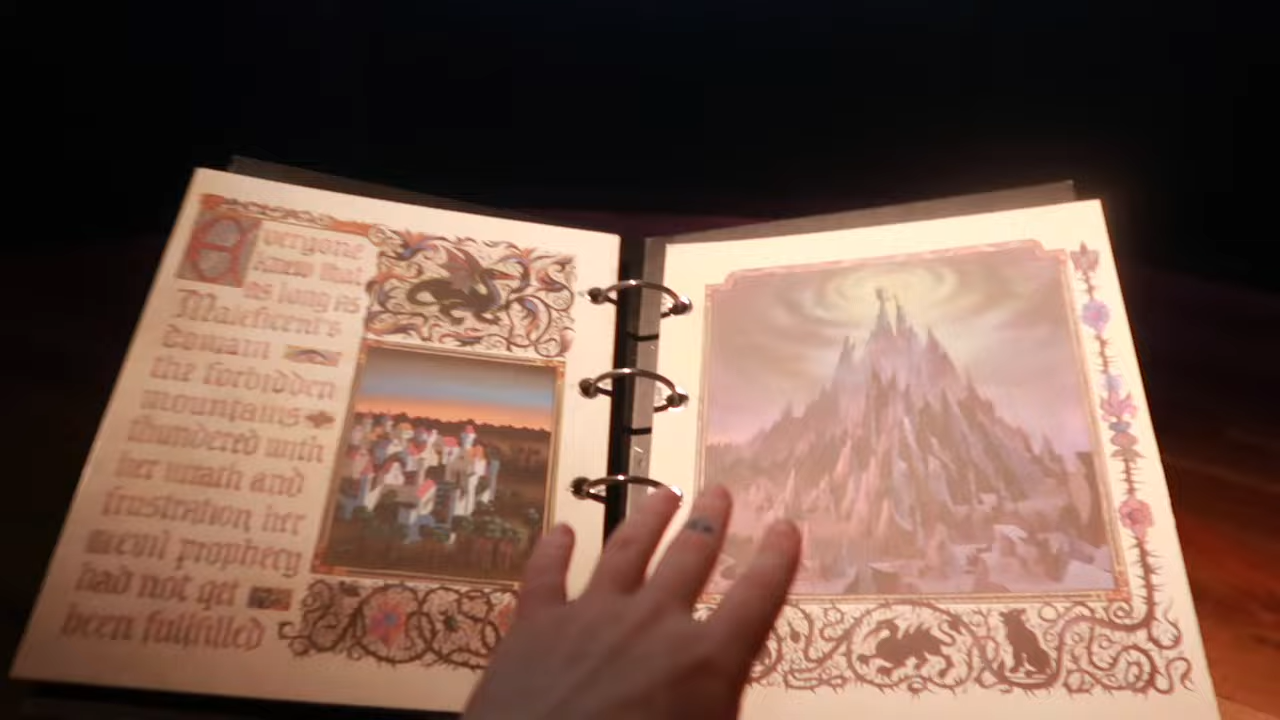 Everyone
knew that
as long as
Maleficent's
domain
the forbidden
mountains
thundered with
her wrath and
frustration her
evil prophecy
had not yet
been fulfilled